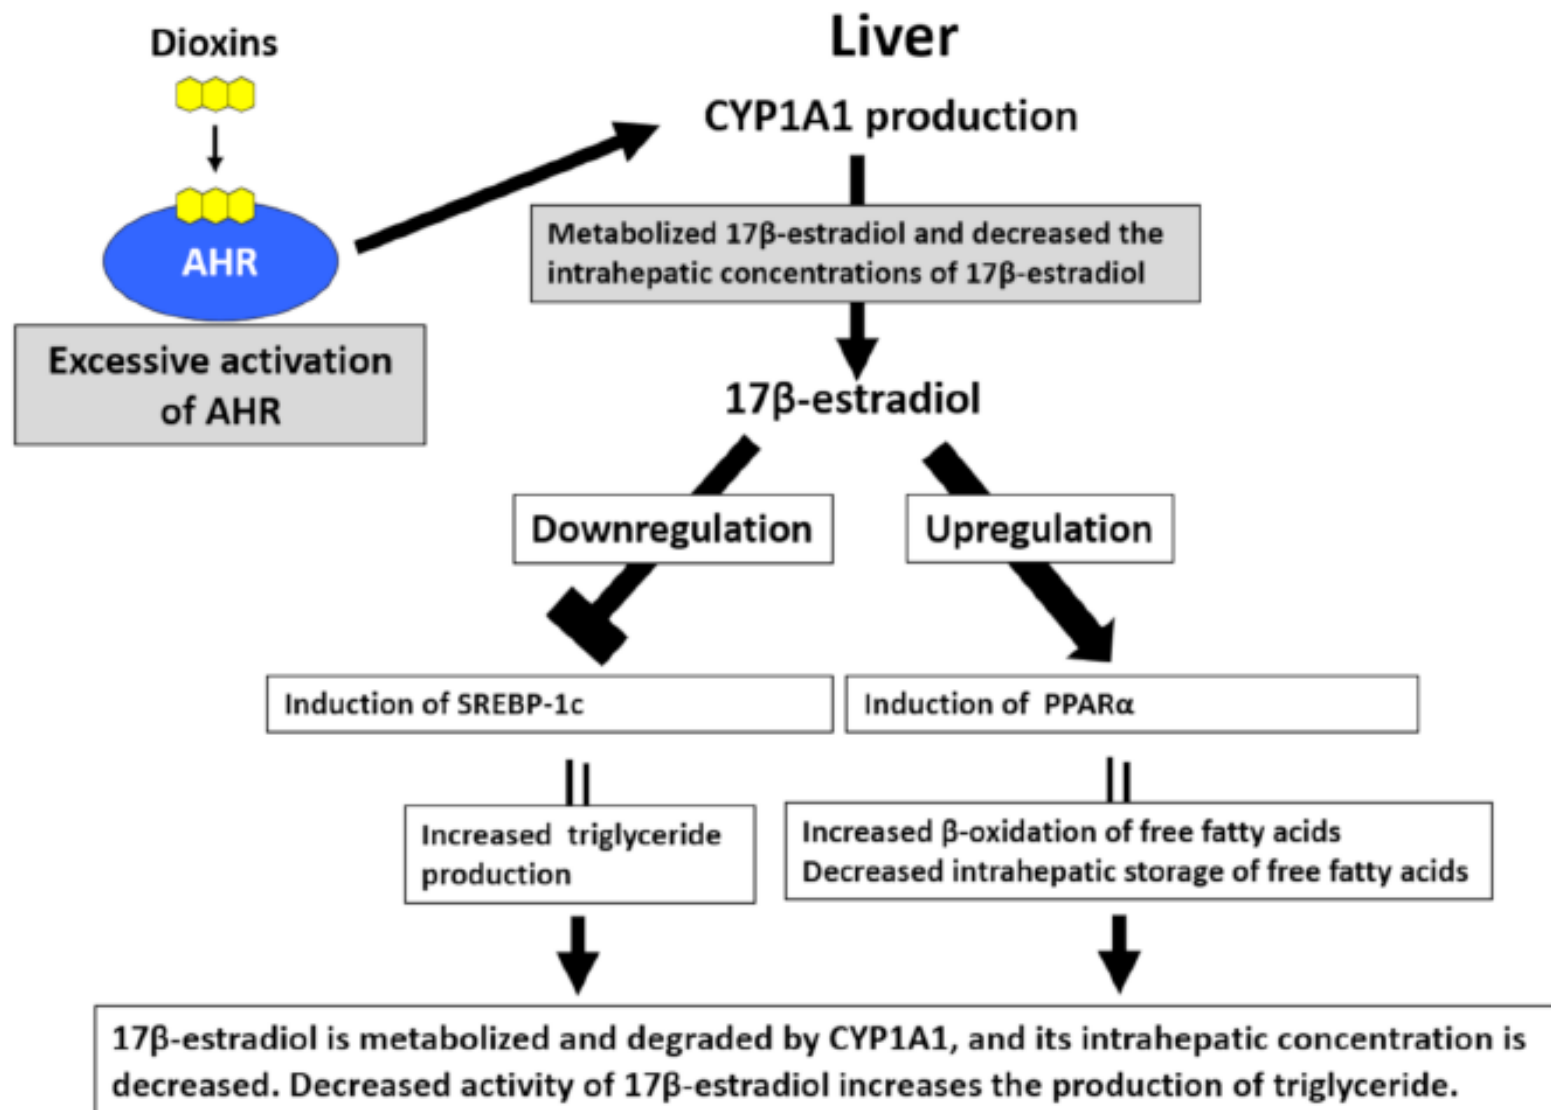 Dioxins
AHR
Excessive activation
of AHR
Liver
CYP1A1 production
Metabolized 17β-estradiol and decreased the
intrahepatic concentrations of 17β-estradiol
17β-estradiol
Downregulation
Upregulation
Induction of SREBP-1c
Induction of PPARα
Increased triglyceride
production
Increased β-oxidation of free fatty acids
Decreased intrahepatic storage of free fatty acids
17β-estradiol is metabolized and degraded by CYP1A1, and its intrahepatic concentration is
decreased. Decreased activity of 17β-estradiol increases the production of triglyceride.